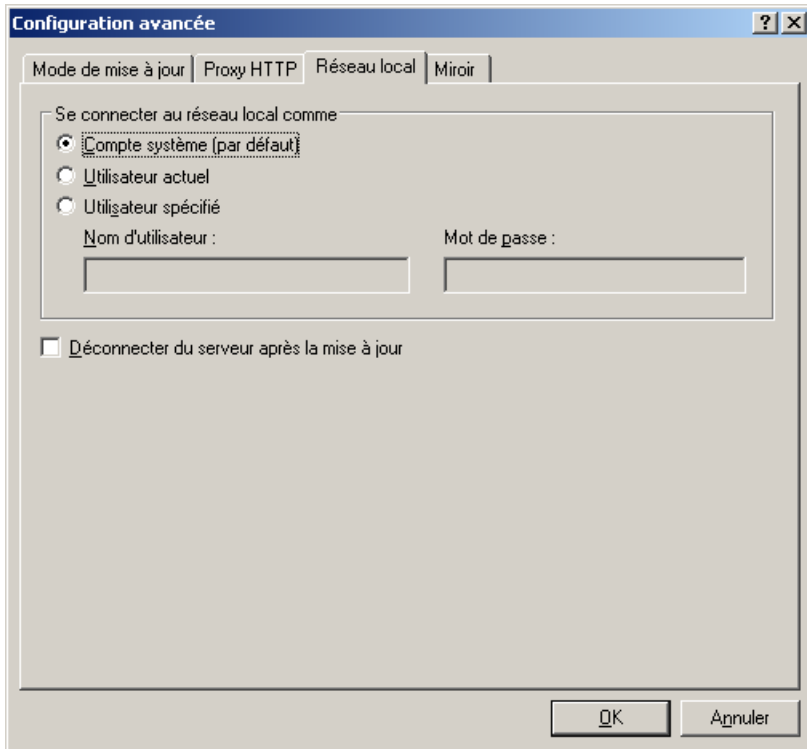 Configuration avancée
Mode de mise à jour Proxy HTTP Réseau local Miroir
Se connecter au réseau local comme
Compte système (par défaut)
Utilisateur actuel
Utilisateur spécifié
Nom d'utilisateur : Mot de passe :
Déconnecter du serveur après la mise à jour
OK Annuler